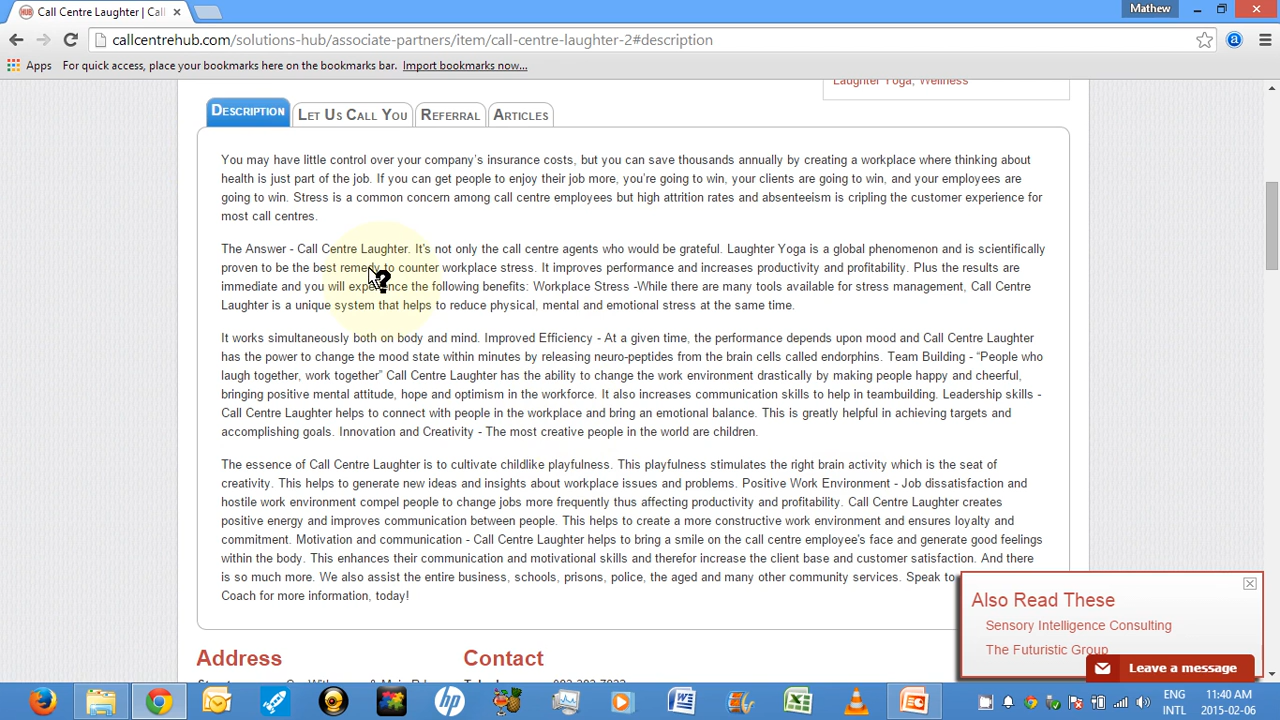 Call Centre Laughter | Cal
Mathew
callcentrehub.com/solutions-hub/associate-partners/item/call-centre-laughter-2#description
Apps For quick access, place your bookmarks here on the bookmarks bar. Import bookmarks now...
Laughter Yoga, Wellness
DESCRIPTION
LET US CALL YOU
REFERRAL
ARTICLES
You may have little control over your company's insurance costs, but you can save thousands annually by creating a workplace where thinking about
health is just part of the job. If you can get people to enjoy their job more, you're going to win, your clients are going to win, and your employees are
going to win. Stress is a common concern among call centre employees but high attrition rates and absenteeism is cripling the customer experience for
most call centres.
The Answer - Call Centre Laughter. It's not only the call centre agents who would be grateful. Laughter Yoga is a global phenomenon and is scientifically
proven to be the best remedy to counter workplace stress. It improves performance and increases productivity and profitability. Plus the results are
immediate and you will experience the following benefits: Workplace Stress -While there are many tools available for stress management, Call Centre
Laughter is a unique system that helps to reduce physical, mental and emotional stress at the same time.
It works simultaneously both on body and mind. Improved Efficiency - At a given time, the performance depends upon mood and Call Centre Laughter
has the power to change the mood state within minutes by releasing neuro-peptides from the brain cells called endorphins. Team Building - “People who
laugh together, work together” Call Centre Laughter has the ability to change the work environment drastically by making people happy and cheerful,
bringing positive mental attitude, hope and optimism in the workforce. It also increases communication skills to help in teambuilding. Leadership skills -
Call Centre Laughter helps to connect with people in the workplace and bring an emotional balance. This is greatly helpful in achieving targets and
accomplishing goals. Innovation and Creativity - The most creative people in the world are children.
The essence of Call Centre Laughter is to cultivate childlike playfulness. This playfulness stimulates the right brain activity which is the seat of
creativity. This helps to generate new ideas and insights about workplace issues and problems. Positive Work Environment - Job dissatisfaction and
hostile work environment compel people to change jobs more frequently thus affecting productivity and profitability. Call Centre Laughter creates
positive energy and improves communication between people. This helps to create a more constructive work environment and ensures loyalty and
commitment. Motivation and communication - Call Centre Laughter helps to bring a smile on the call centre employee's face and generate good feelings
within the body. This enhances their communication and motivational skills and therefor increase the client base and customer satisfaction. And there
is so much more. We also assist the entire business, schools, prisons, police, the aged and many other community services. Speak to
Coach for more information, today!
Also Read These
Sensory Intelligence Consulting
The Futuristic Group
Leave a message
Address
Contact
ENG
INTL
11:40 AM
2015-02-06